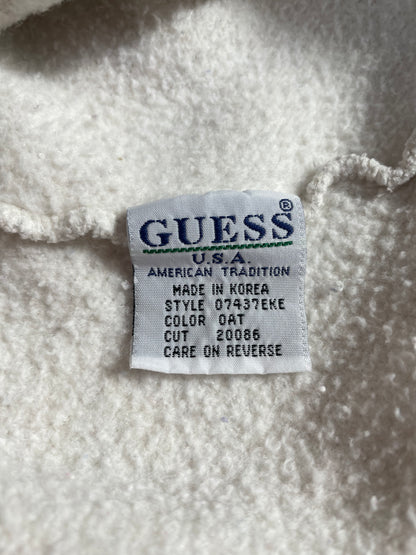 GUESS®
U.S.A.
AMERICAN TRADITION
MADE IN KOREA
STYLE 07437EKE
COLOR OAT
CUT 20086
CARE ON REVERSE